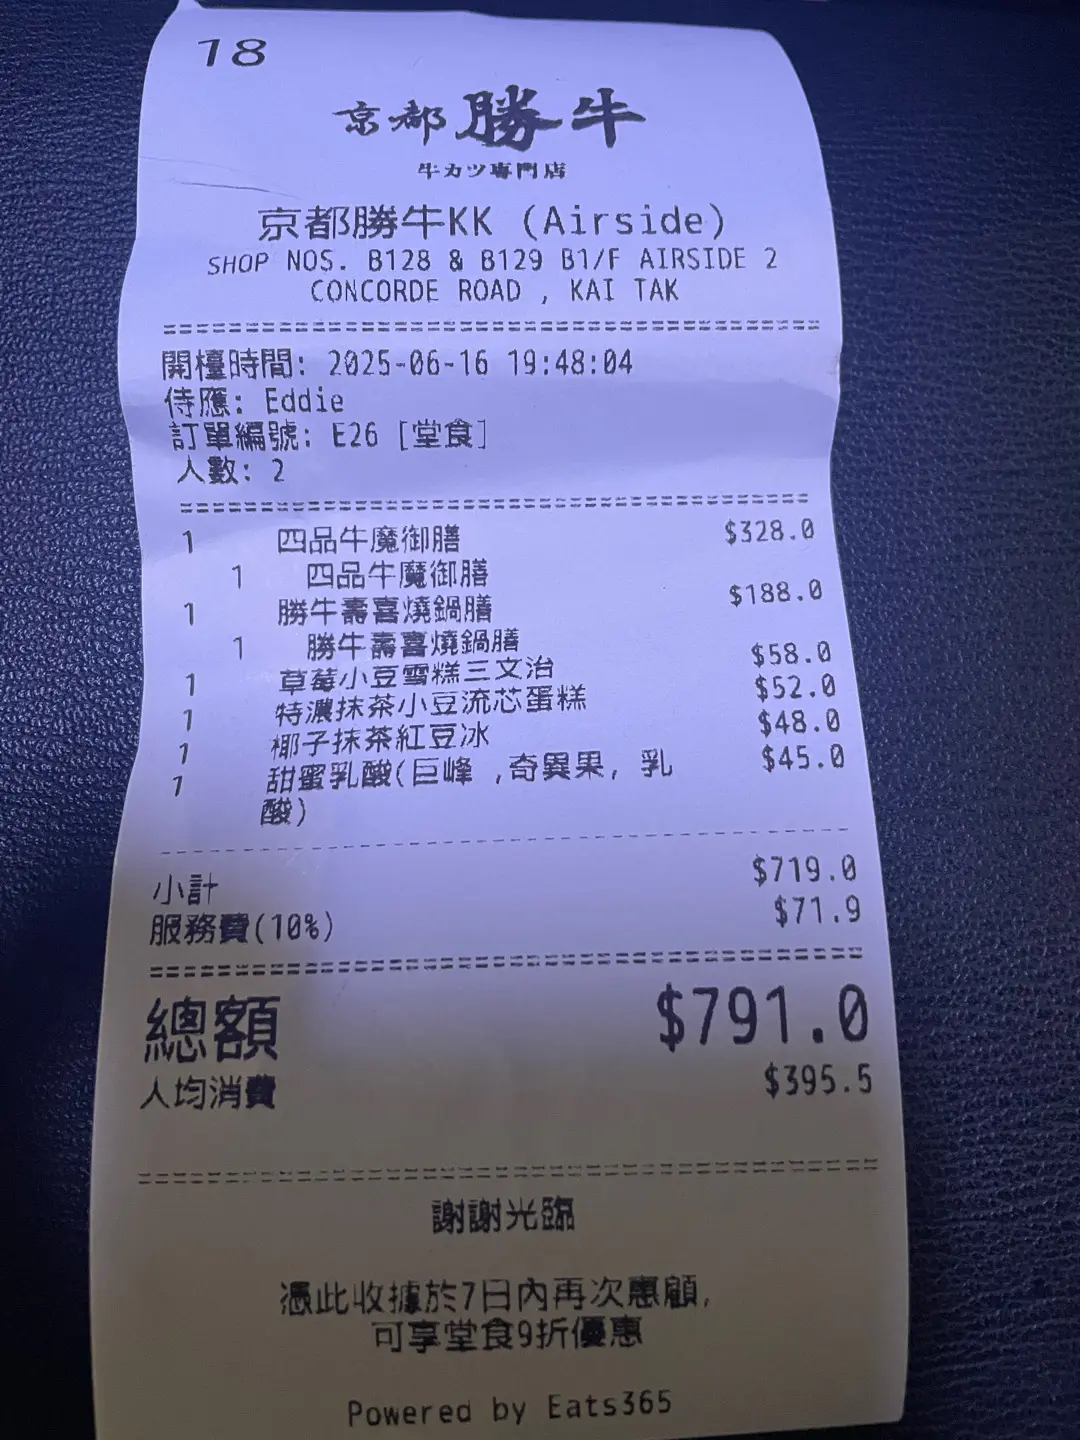 18
京都 勝牛
牛カツ專門店
京都勝牛KK (Airside)
SHOP NOS. B128 & B129 B1/F AIRSIDE 2
CONCORDE ROAD , KAI TAK
開檯時間: 2025-06-16 19:48:04
侍應: Eddie
訂單編號: E26 [堂食]
人數: 2
1 四品牛魔御膳 $328.0
1 四品牛魔御膳
1 勝牛壽喜燒鍋膳 $188.0
1 勝牛壽喜燒鍋膳
1 草莓小豆雪糕三文治 $58.0
1 特濃抹茶小豆流芯蛋糕 $52.0
1 椰子抹茶紅豆冰 $48.0
1 甜蜜乳酸(巨峰 ,奇異果, 乳 $45.0
酸)
小計 $719.0
服務費(10%) $71.9
總額 $791.0
人均消費 $395.5
謝謝光臨
憑此收據於7日內再次惠顧,
可享堂食9折優惠
Powered by Eats365